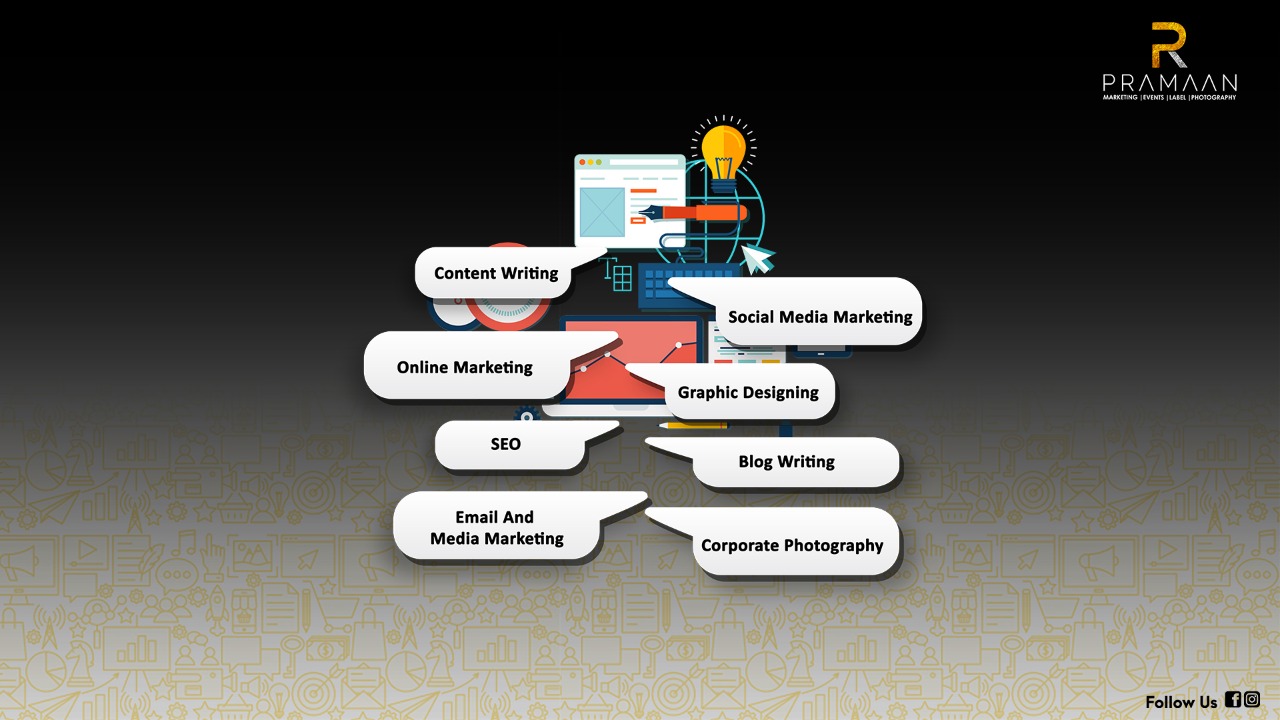 PRAMAAN
MARKETING | EVENTS | LABEL | PHOTOGRAPHY
Content Writing
Social Media Marketing
Online Marketing
Graphic Designing
SEO
Blog Writing
Email And
Media Marketing
Corporate Photography
Follow Us